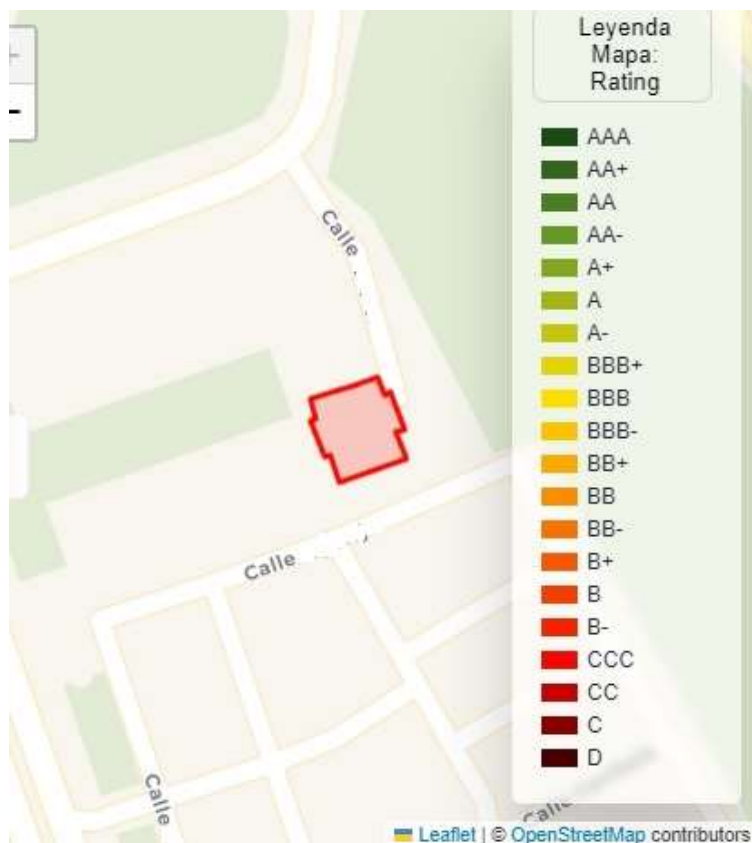 +
−
Leyenda
Mapa:
Rating
AAA
AA+
AA
AA-
A+
A
A-
BBB+
BBB
BBB-
BB+
BB
BB-
B+
B
B-
CCC
CC
C
D
Calle
Calle
Calle
Calle
Leaflet | © OpenStreetMap contributors